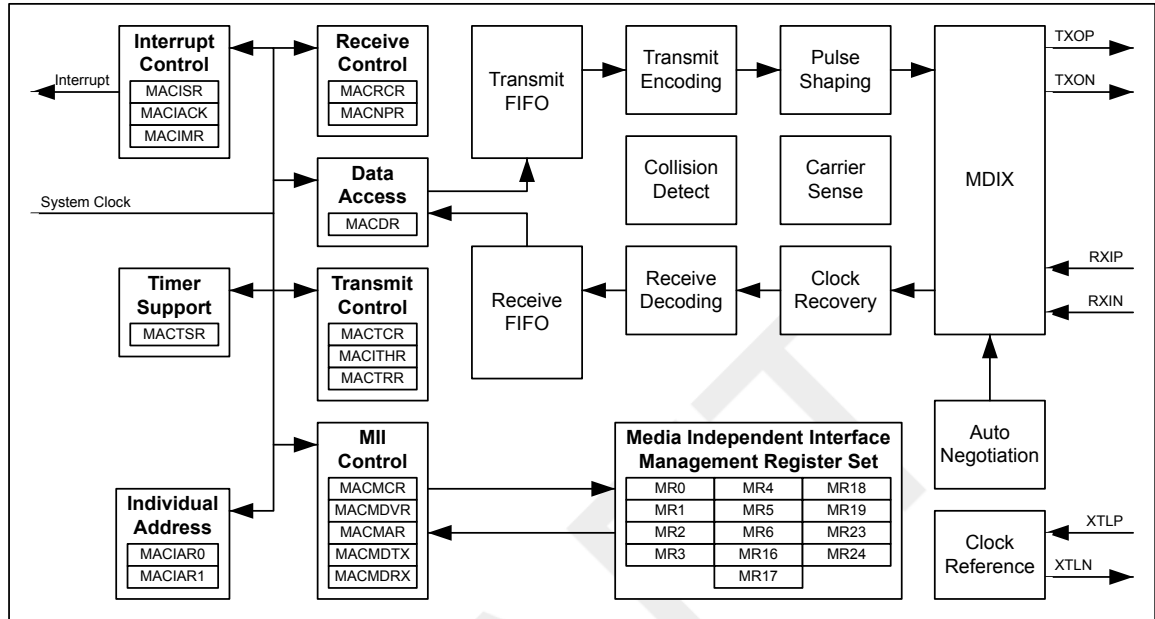 Interrupt
Control
MACISR
MACIACK
MACIMR
Interrupt
System Clock
Receive
Control
MACRCR
MACNPR
Data
Access
MACDR
Timer
Support
MACTSR
Transmit
Control
MACTCR
MACITHR
MACTRR
Individual
Address
MACIAR0
MACIAR1
MII
Control
MACMCR
MACMDVR
MACMAR
MACMDTX
MACMDRX
Transmit
FIFO
Receive
FIFO
Transmit
Encoding
Pulse
Shaping
Collision
Detect
Carrier
Sense
Receive
Decoding
Clock
Recovery
MDIX
TXOP
TXON
RXIP
RXIN
Auto
Negotiation
Media Independent Interface
Management Register Set
MR0 MR4 MR18
MR1 MR5 MR19
MR2 MR6 MR23
MR3 MR16 MR24
MR17
Clock
Reference
XTLP
XTLN